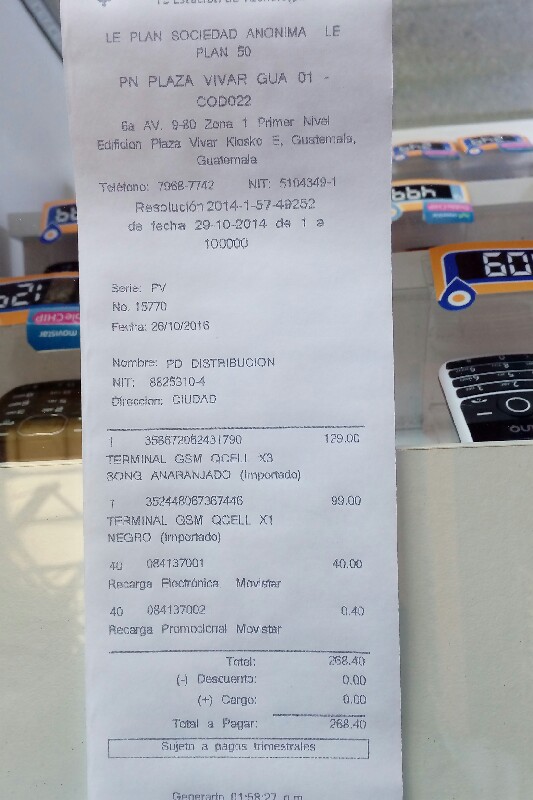 LE PLAN SOCIEDAD ANONIMA LE
PLAN 50
PN PLAZA VIVAR GUA 01 -
COD022
6a AV. 9-80 Zona 1 Primer Nivel
Edificion Plaza Vivar Kiosko E, Guatemala,
Guatemala
Teléfono: 7968-7742 NIT: 5104349-1
Resolución 2014-1-57-49252
de fecha 29-10-2014 de 1 a
100000
Serie: PV
No. 15770
Fecha: 26/10/2016
Nombre: PD DISTRIBUCION
NIT: 8825310-4
Direccion: CIUDAD
1 358672062431790 129.00
TERMINAL GSM QCELL X3
SONG ANARANJADO (Importado)
1 352448067367446 99.00
TERMINAL GSM QCELL X1
NEGRO (Importado)
40 084137001 40.00
Recarga Electrónica Movistar
40 084137002 0.40
Recarga Promocional Movistar
Total: 268.40
(-) Descuento: 0.00
(+) Cargo: 0.00
Total a Pagar: 268.40
Sujeto a pagos trimestrales
Generado 01:58:27 p.m.
499
60
movistar